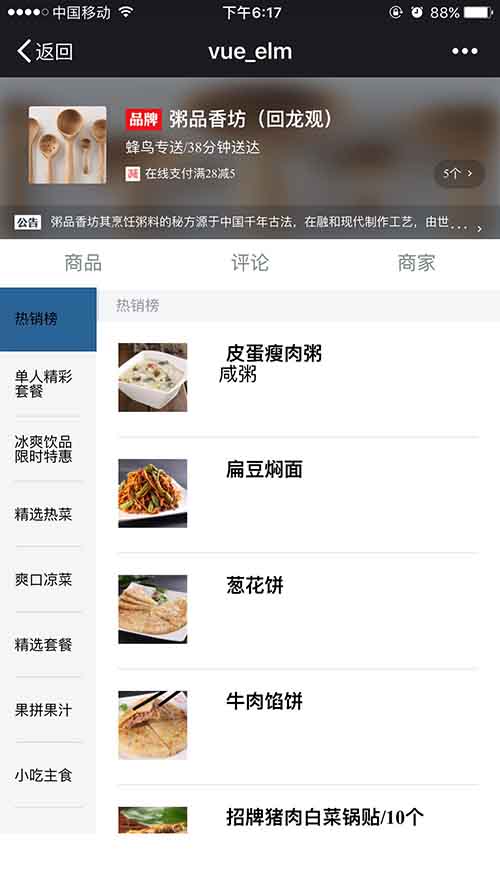 中国移动
下午6:17
88%
返回
vue_elm
品牌 粥品香坊（回龙观）
蜂鸟专送/38分钟送达
减 在线支付满28减5
5个 >
公告 粥品香坊其烹饪粥料的秘方源于中国千年古法，在融和现代制作工艺，由世... >
商品 评论 商家
热销榜
单人精彩
套餐
冰爽饮品
限时特惠
精选热菜
爽口凉菜
精选套餐
果拼果汁
小吃主食
热销榜
皮蛋瘦肉粥
咸粥
扁豆焖面
葱花饼
牛肉馅饼
招牌猪肉白菜锅贴/10个